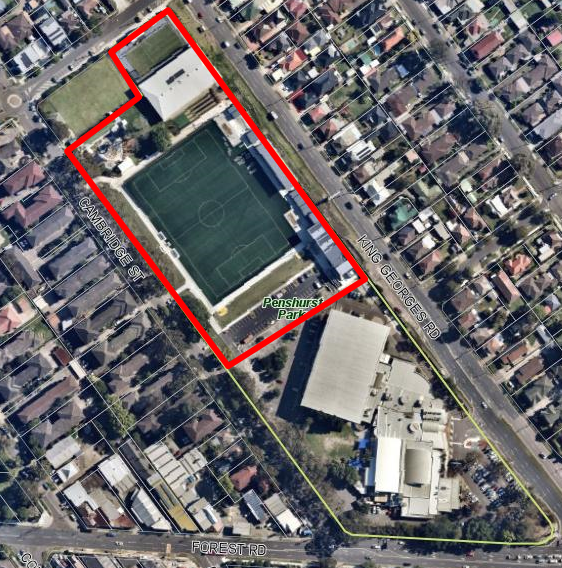 CAMBRIDGE ST
KING GEORGES RD
Penshurst
Park
FOREST RD